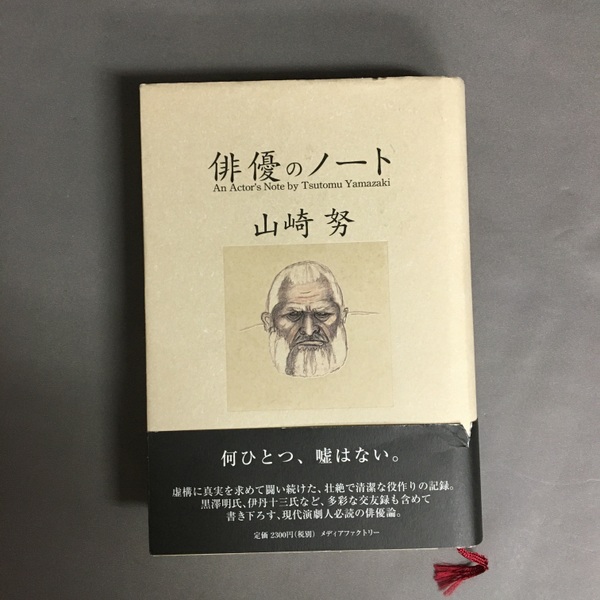 俳優のノート
An Actor's Note by Tsutomu Yamazaki
山崎 努
何ひとつ、嘘はない。
虚構に真実を求めて闘い続けた、壮絶で清潔な役作りの記録。
黒澤明氏、伊丹十三氏など、多彩な交友録も含めて
書き下ろす、現代演劇人必読の俳優論。
定価 2300円(税別) メディアファクトリー